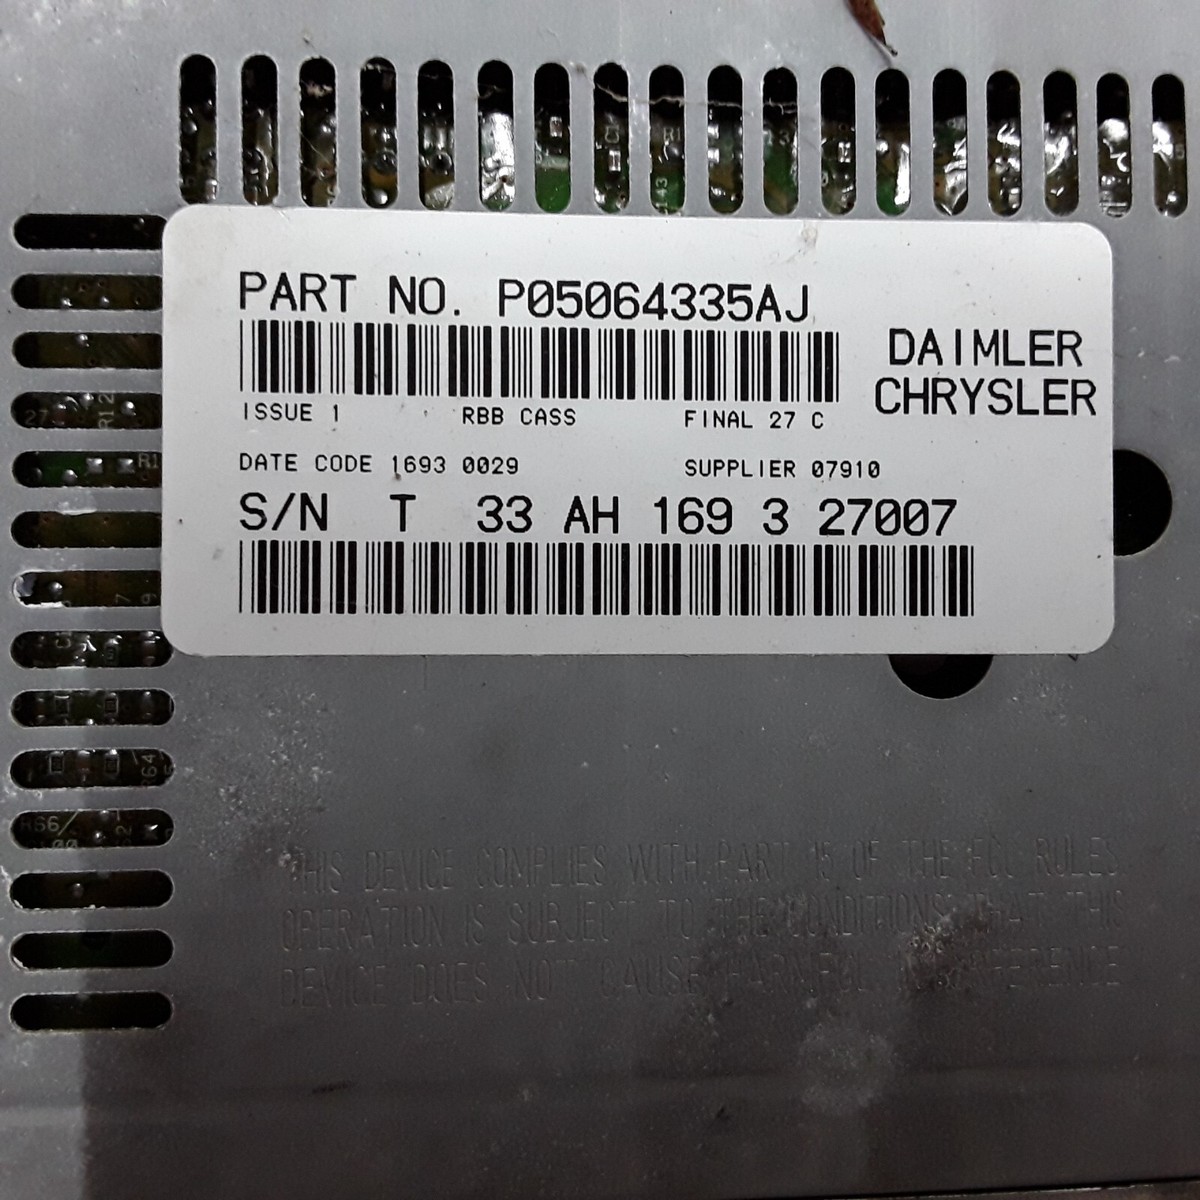 PART NO. P05064335AJ
DAIMLER
CHRYSLER
ISSUE 1 RBB CASS FINAL 27 C
DATE CODE 1693 0029 SUPPLIER 07910
S/N T 33 AH 169 3 27007
THIS DEVICE COMPLIES WITH PART 15 OF THE FCC RULES
OPERATION IS SUBJECT TO THE CONDITIONS THAT THIS
DEVICE DOES NOT CAUSE HARMFUL INTERFERENCE